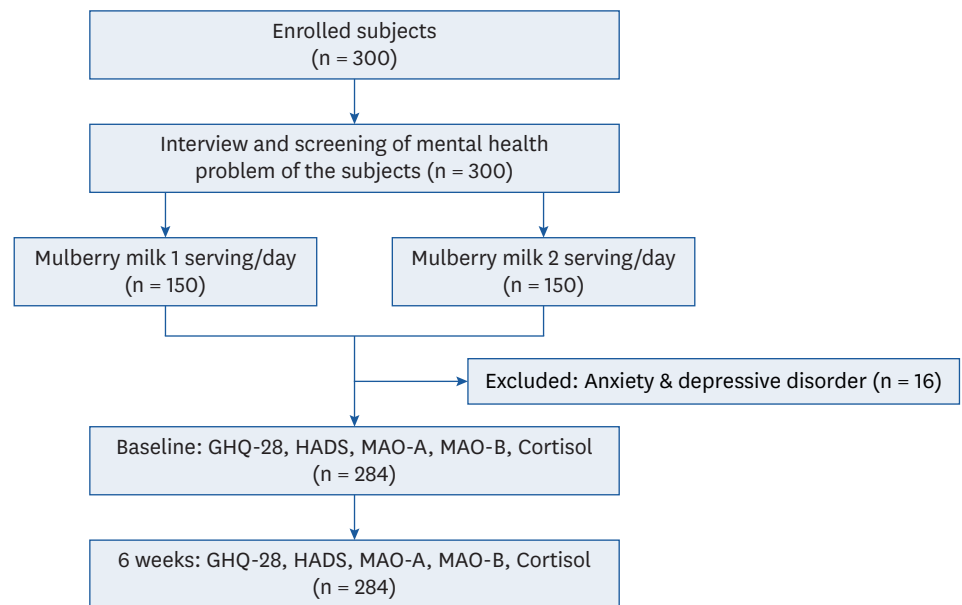 Enrolled subjects
(n = 300)
Interview and screening of mental health
problem of the subjects (n = 300)
Mulberry milk 1 serving/day
(n = 150)
Mulberry milk 2 serving/day
(n = 150)
Excluded: Anxiety & depressive disorder (n = 16)
Baseline: GHQ-28, HADS, MAO-A, MAO-B, Cortisol
(n = 284)
6 weeks: GHQ-28, HADS, MAO-A, MAO-B, Cortisol
(n = 284)